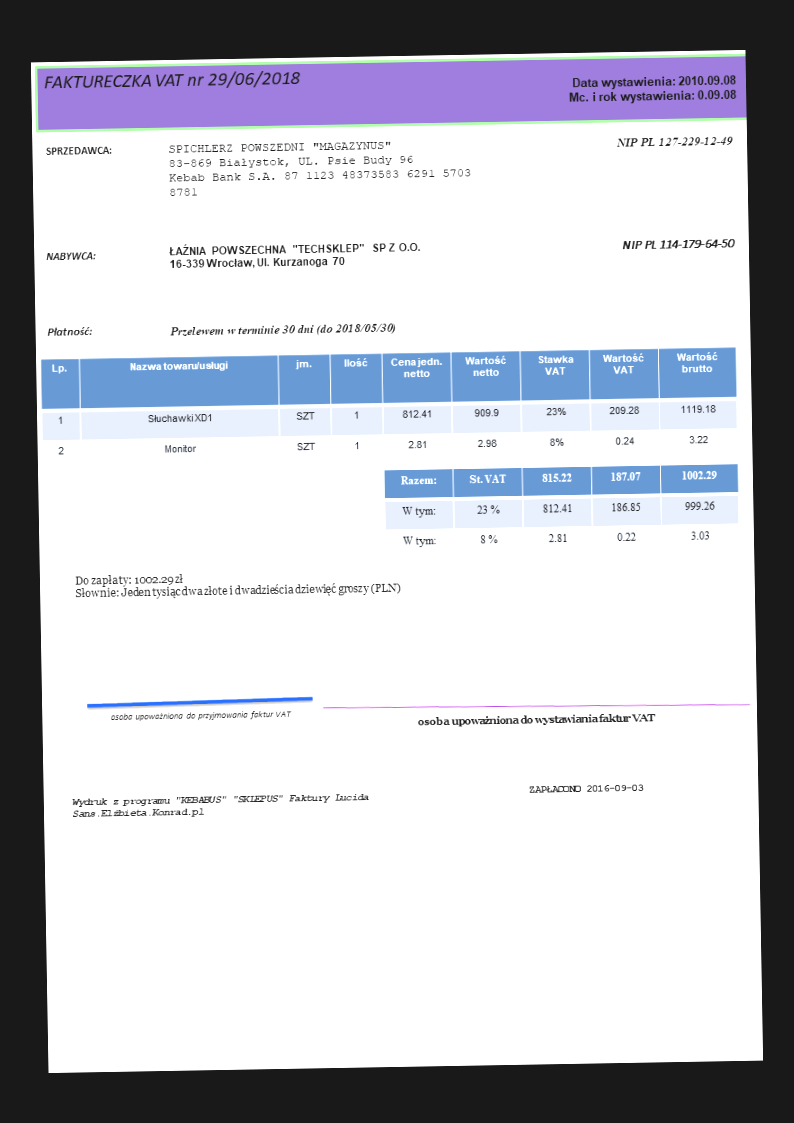 FAKTURECZKA VAT nr 29/06/2018
Data wystawienia: 2010.09.08
Mc. i rok wystawienia: 0.09.08
SPRZEDAWCA:
SPICHLERZ POWSZEDNI "MAGAZYNUS"
83-869 Białystok, UL. Psie Budy 96
Kebab Bank S.A. 87 1123 48373583 6291 5703
8781
NIP PL 127-229-12-49
NABYWCA:
ŁAŹNIA POWSZECHNA "TECHSKLEP" SP Z O.O.
16-339 Wrocław, Ul. Kurzanoga 70
NIP PL 114-179-64-50
Płatność:
Przelewem w terminie 30 dni (do 2018/05/30)
Lp. Nazwa towaru/usługi jm. Ilość Cena jedn. netto Wartość netto Stawka VAT Wartość VAT Wartość brutto
1 Słuchawki XD1 SZT 1 812.41 909.9 23% 209.28 1119.18
2 Monitor SZT 1 2.81 2.98 8% 0.24 3.22
Razem: St. VAT 815.22 187.07 1002.29
W tym: 23 % 812.41 186.85 999.26
W tym: 8 % 2.81 0.22 3.03
Do zapłaty: 1002.29 zł
Słownie: Jeden tysiąc dwa złote i dwadzieścia dziewięć groszy (PLN)
osoba upoważniona do przyjmowania faktur VAT
osoba upoważniona do wystawiania faktur VAT
Wydruk z programu "KEBABUS" "SKLEPUS" Faktury Lucida
Sans.Elżbieta.Konrad.pl
ZAPŁACONO 2016-09-03